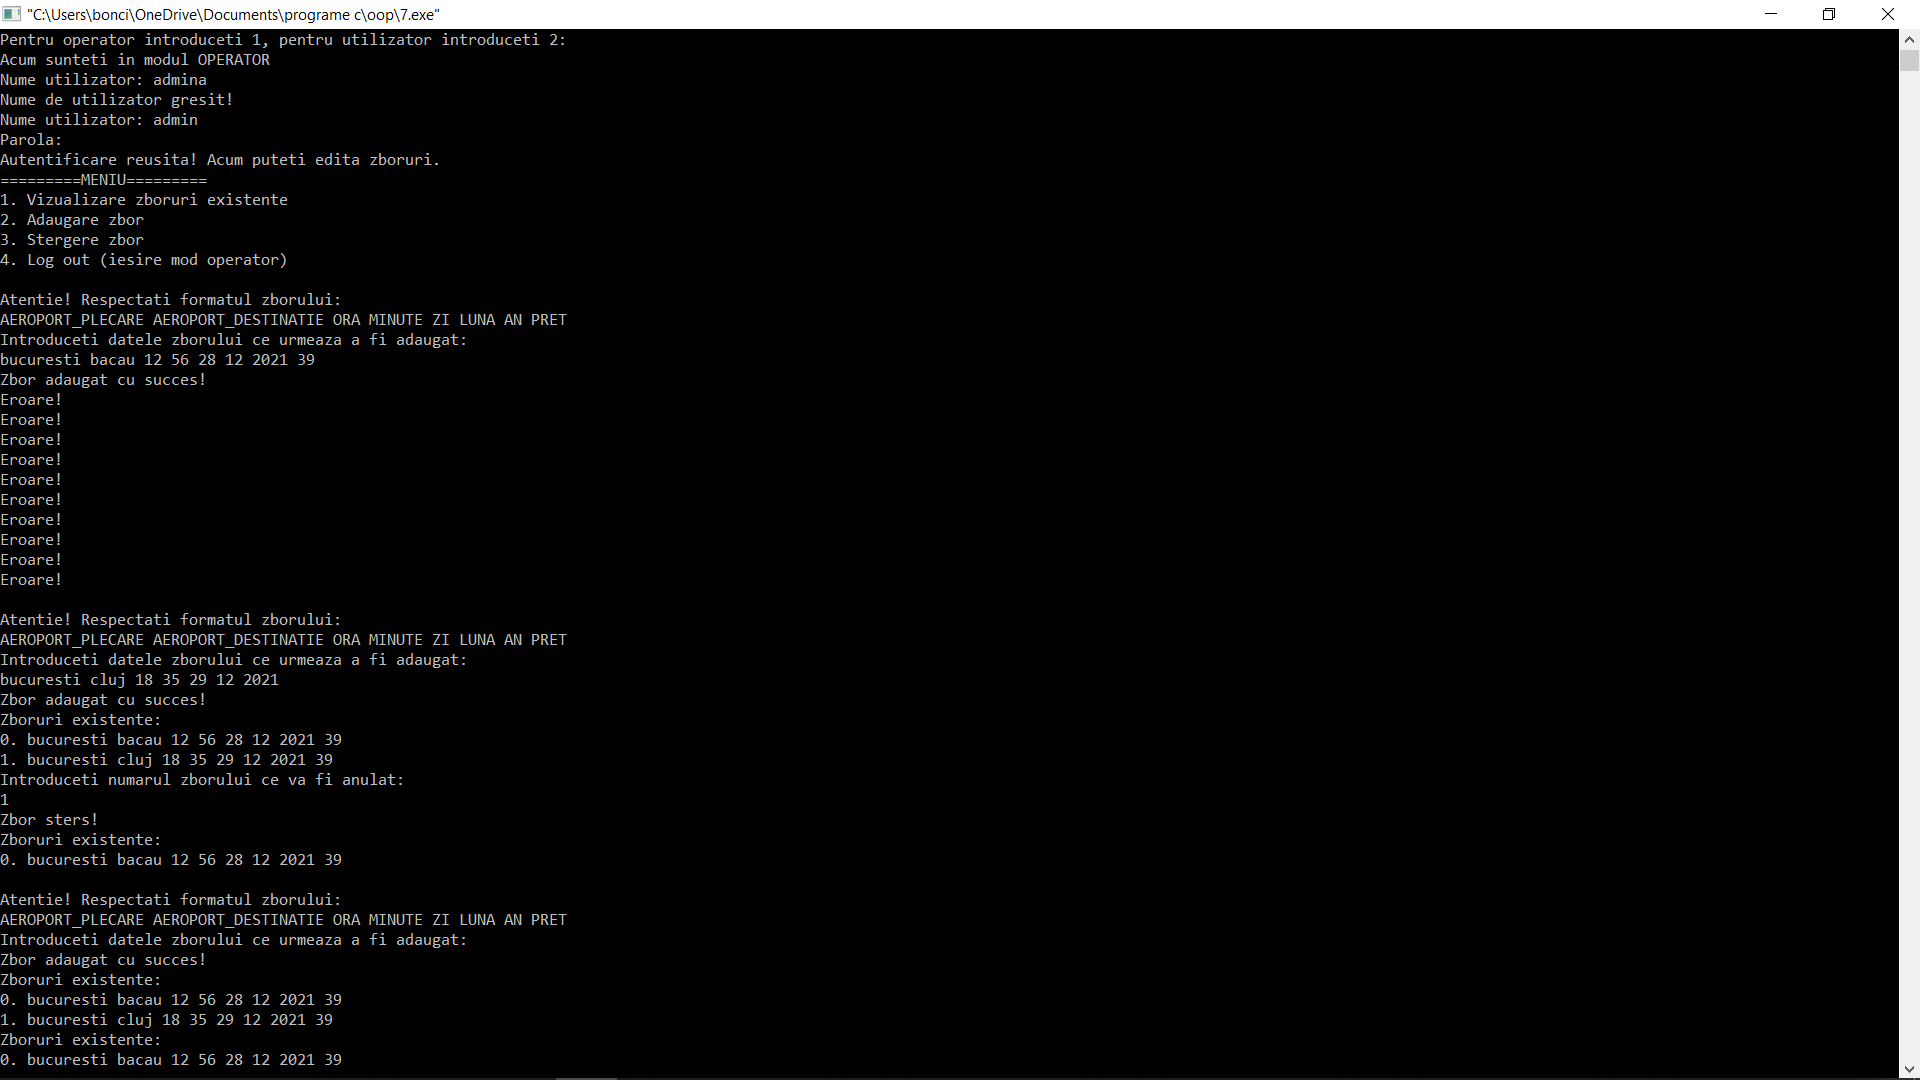 "C:\Users\bonci\OneDrive\Documents\programe c\oop\7.exe"
Pentru operator introduceti 1, pentru utilizator introduceti 2:
Acum sunteti in modul OPERATOR
Nume utilizator: admina
Nume de utilizator gresit!
Nume utilizator: admin
Parola:
Autentificare reusita! Acum puteti edita zboruri.
=========MENIU=========
1. Vizualizare zboruri existente
2. Adaugare zbor
3. Stergere zbor
4. Log out (iesire mod operator)
Atentie! Respectati formatul zborului:
AEROPORT_PLECARE AEROPORT_DESTINATIE ORA MINUTE ZI LUNA AN PRET
Introduceti datele zborului ce urmeaza a fi adaugat:
bucuresti bacau 12 56 28 12 2021 39
Zbor adaugat cu succes!
Eroare!
Eroare!
Eroare!
Eroare!
Eroare!
Eroare!
Eroare!
Eroare!
Eroare!
Eroare!
Atentie! Respectati formatul zborului:
AEROPORT_PLECARE AEROPORT_DESTINATIE ORA MINUTE ZI LUNA AN PRET
Introduceti datele zborului ce urmeaza a fi adaugat:
bucuresti cluj 18 35 29 12 2021
Zbor adaugat cu succes!
Zboruri existente:
0. bucuresti bacau 12 56 28 12 2021 39
1. bucuresti cluj 18 35 29 12 2021 39
Introduceti numarul zborului ce va fi anulat:
1
Zbor sters!
Zboruri existente:
0. bucuresti bacau 12 56 28 12 2021 39
Atentie! Respectati formatul zborului:
AEROPORT_PLECARE AEROPORT_DESTINATIE ORA MINUTE ZI LUNA AN PRET
Introduceti datele zborului ce urmeaza a fi adaugat:
Zbor adaugat cu succes!
Zboruri existente:
0. bucuresti bacau 12 56 28 12 2021 39
1. bucuresti cluj 18 35 29 12 2021 39
Zboruri existente:
0. bucuresti bacau 12 56 28 12 2021 39